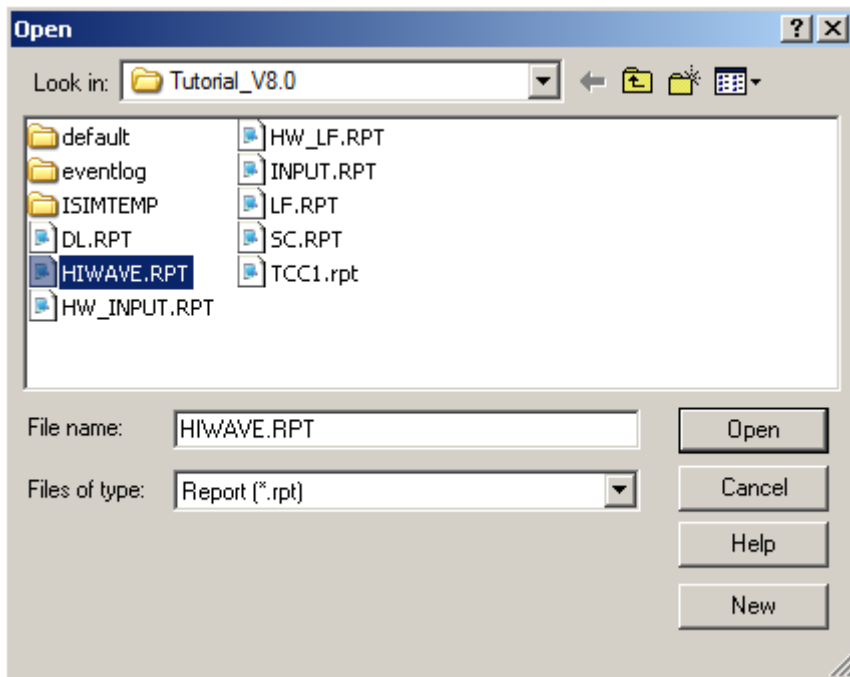 Open
Look in: Tutorial_V8.0
default
eventlog
ISIMTEMP
DL.RPT
HIWAVE.RPT
HW_INPUT.RPT
HW_LF.RPT
INPUT.RPT
LF.RPT
SC.RPT
TCC1.rpt
File name: HIWAVE.RPT
Open
Files of type: Report (*.rpt)
Cancel
Help
New